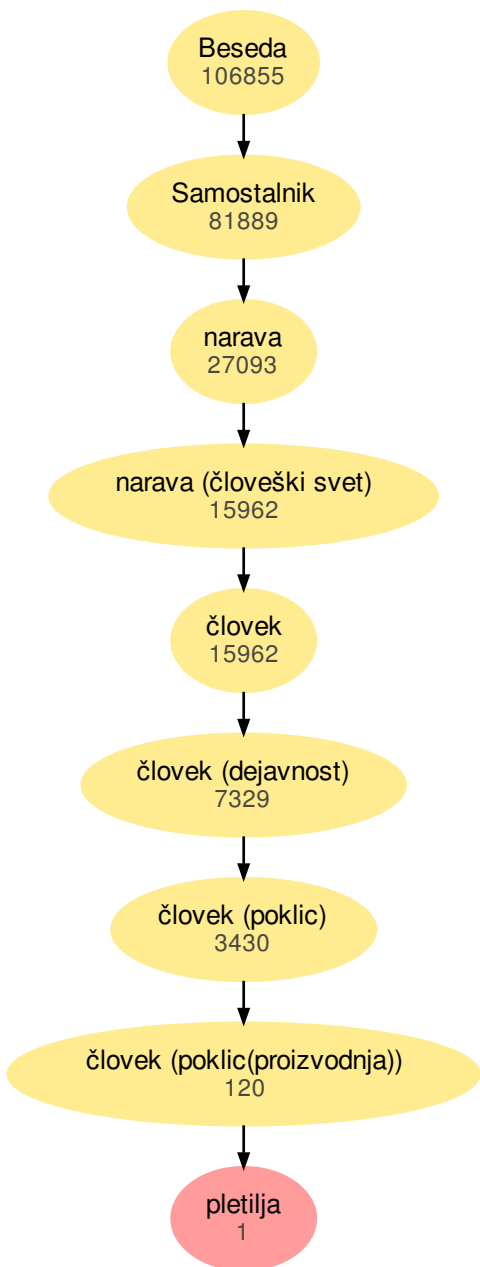 Beseda
106855
Samostalnik
81889
narava
27093
narava (človeški svet)
15962
človek
15962
človek (dejavnost)
7329
človek (poklic)
3430
človek (poklic(proizvodnja))
120
pletilja
1